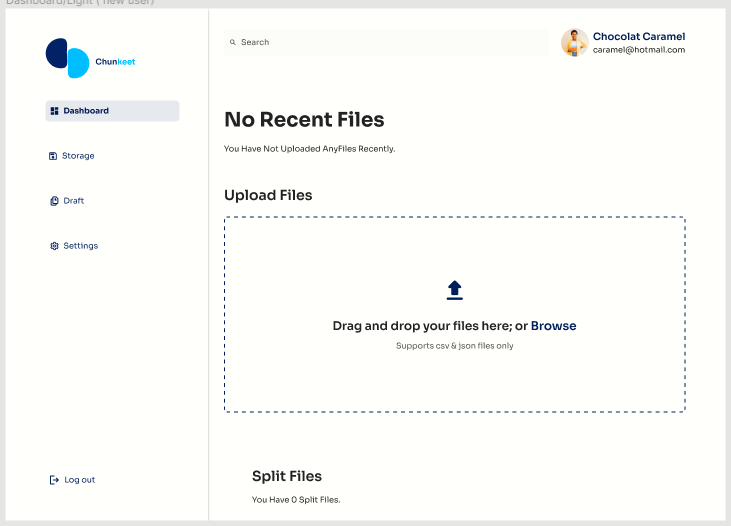 Dashboard/Light ( new user)
Search
Chocolat Caramel
caramel@hotmail.com
Chunkeet
Dashboard
Storage
Draft
Settings
Log out
No Recent Files
You Have Not Uploaded AnyFiles Recently.
Upload Files
Drag and drop your files here; or Browse
Supports csv & json files only
Split Files
You Have 0 Split Files.